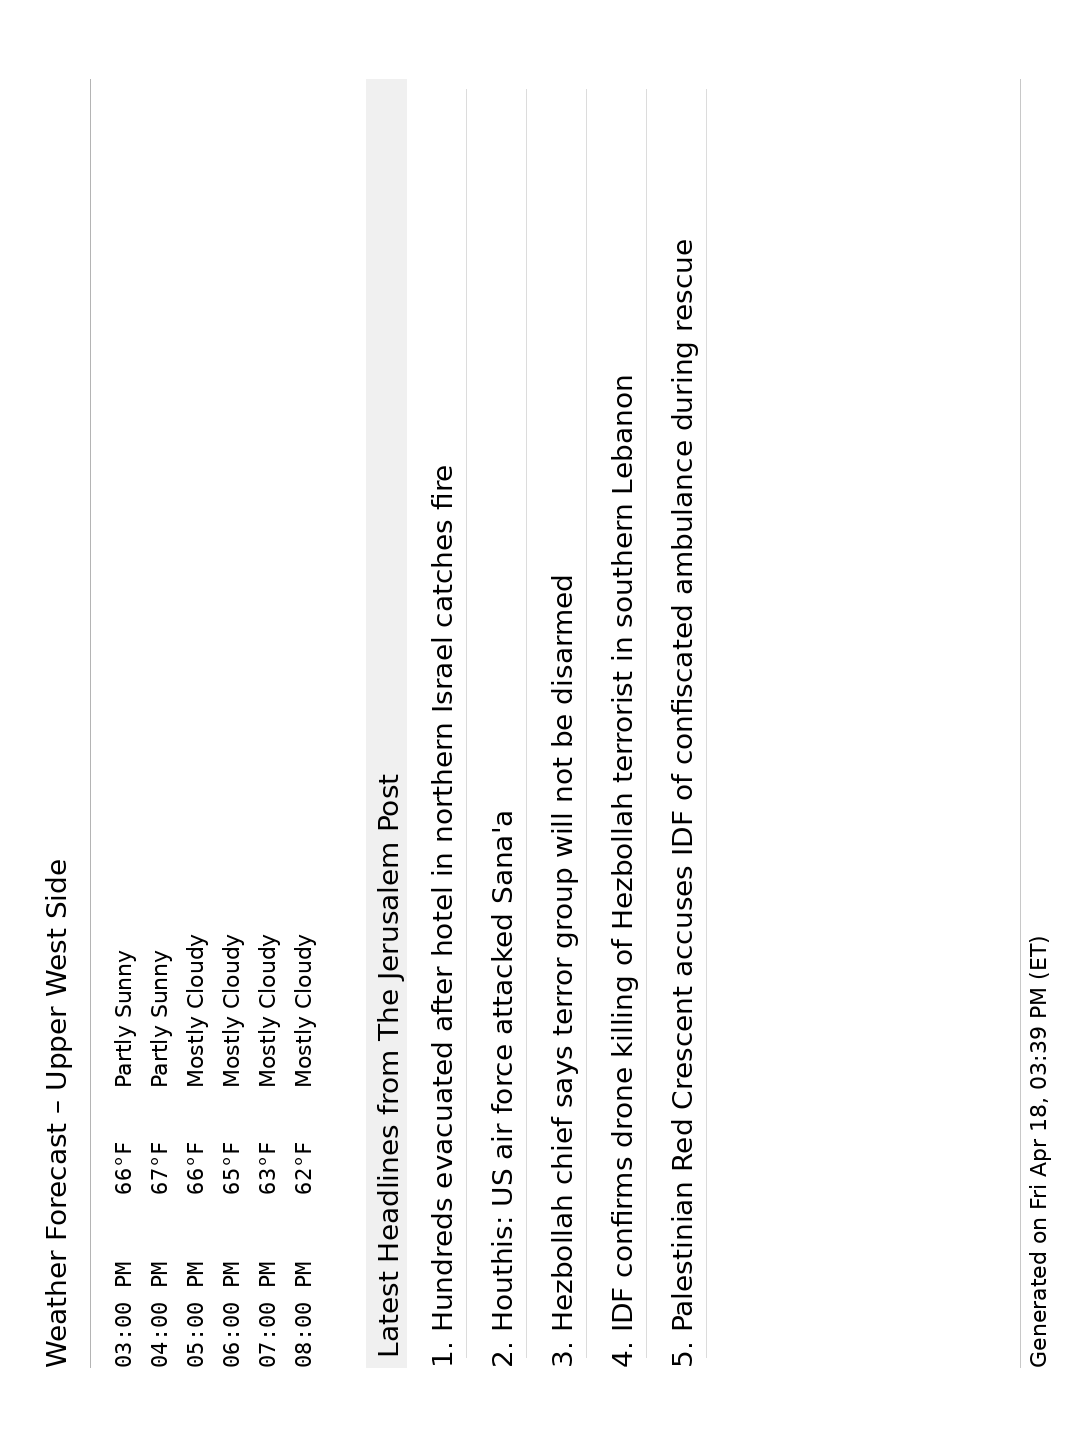 Weather Forecast – Upper West Side
03:00 PM 66°F Partly Sunny
04:00 PM 67°F Partly Sunny
05:00 PM 66°F Mostly Cloudy
06:00 PM 65°F Mostly Cloudy
07:00 PM 63°F Mostly Cloudy
08:00 PM 62°F Mostly Cloudy
Latest Headlines from The Jerusalem Post
1. Hundreds evacuated after hotel in northern Israel catches fire
2. Houthis: US air force attacked Sana'a
3. Hezbollah chief says terror group will not be disarmed
4. IDF confirms drone killing of Hezbollah terrorist in southern Lebanon
5. Palestinian Red Crescent accuses IDF of confiscated ambulance during rescue
Generated on Fri Apr 18, 03:39 PM (ET)